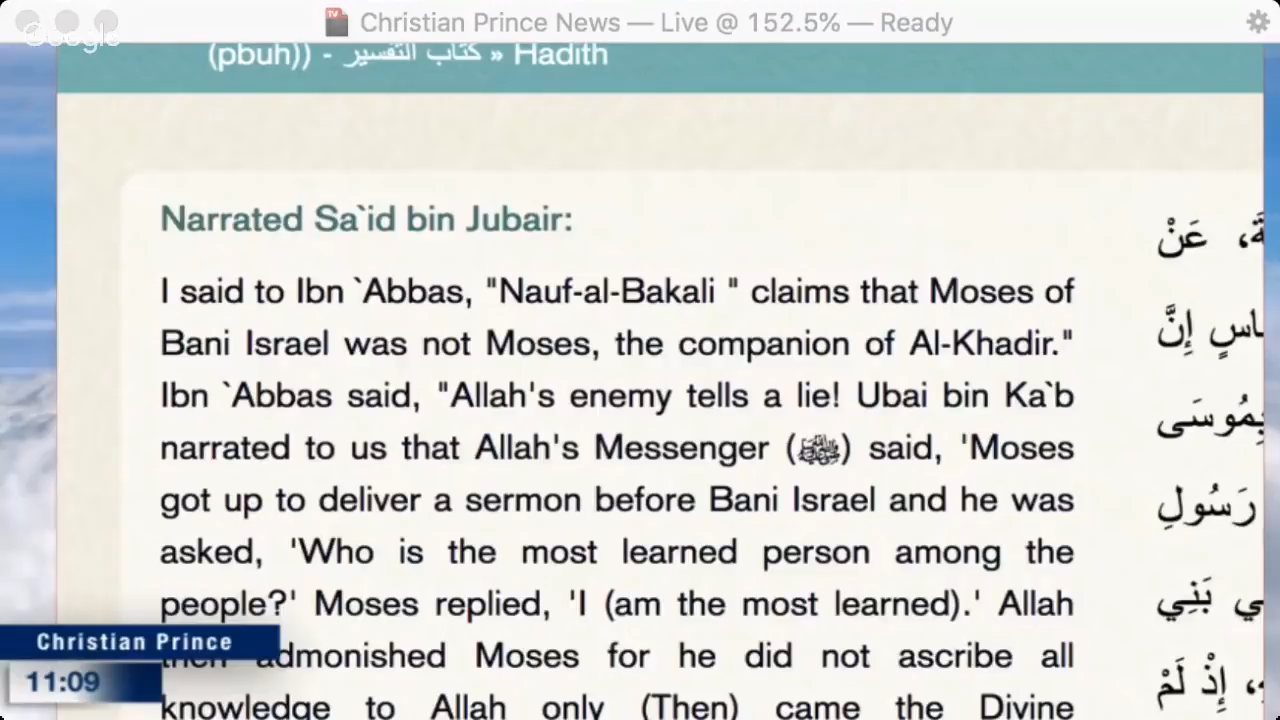 Christian Prince News — Live @ 152.5% — Ready
Google
(pbuh)) - كتاب التفسير » Hadith
Narrated Sa`id bin Jubair:
I said to Ibn `Abbas, "Nauf-al-Bakali " claims that Moses of
Bani Israel was not Moses, the companion of Al-Khadir."
Ibn `Abbas said, "Allah's enemy tells a lie! Ubai bin Ka`b
narrated to us that Allah's Messenger (ﷺ) said, 'Moses
got up to deliver a sermon before Bani Israel and he was
asked, 'Who is the most learned person among the
people?' Moses replied, 'I (am the most learned).' Allah
then admonished Moses for he did not ascribe all
knowledge to Allah only (Then) came the Divine
عَنْ
إِنَّ
رَسُولِ
بَنِي
إِذْ لَمْ
Christian Prince
11:09